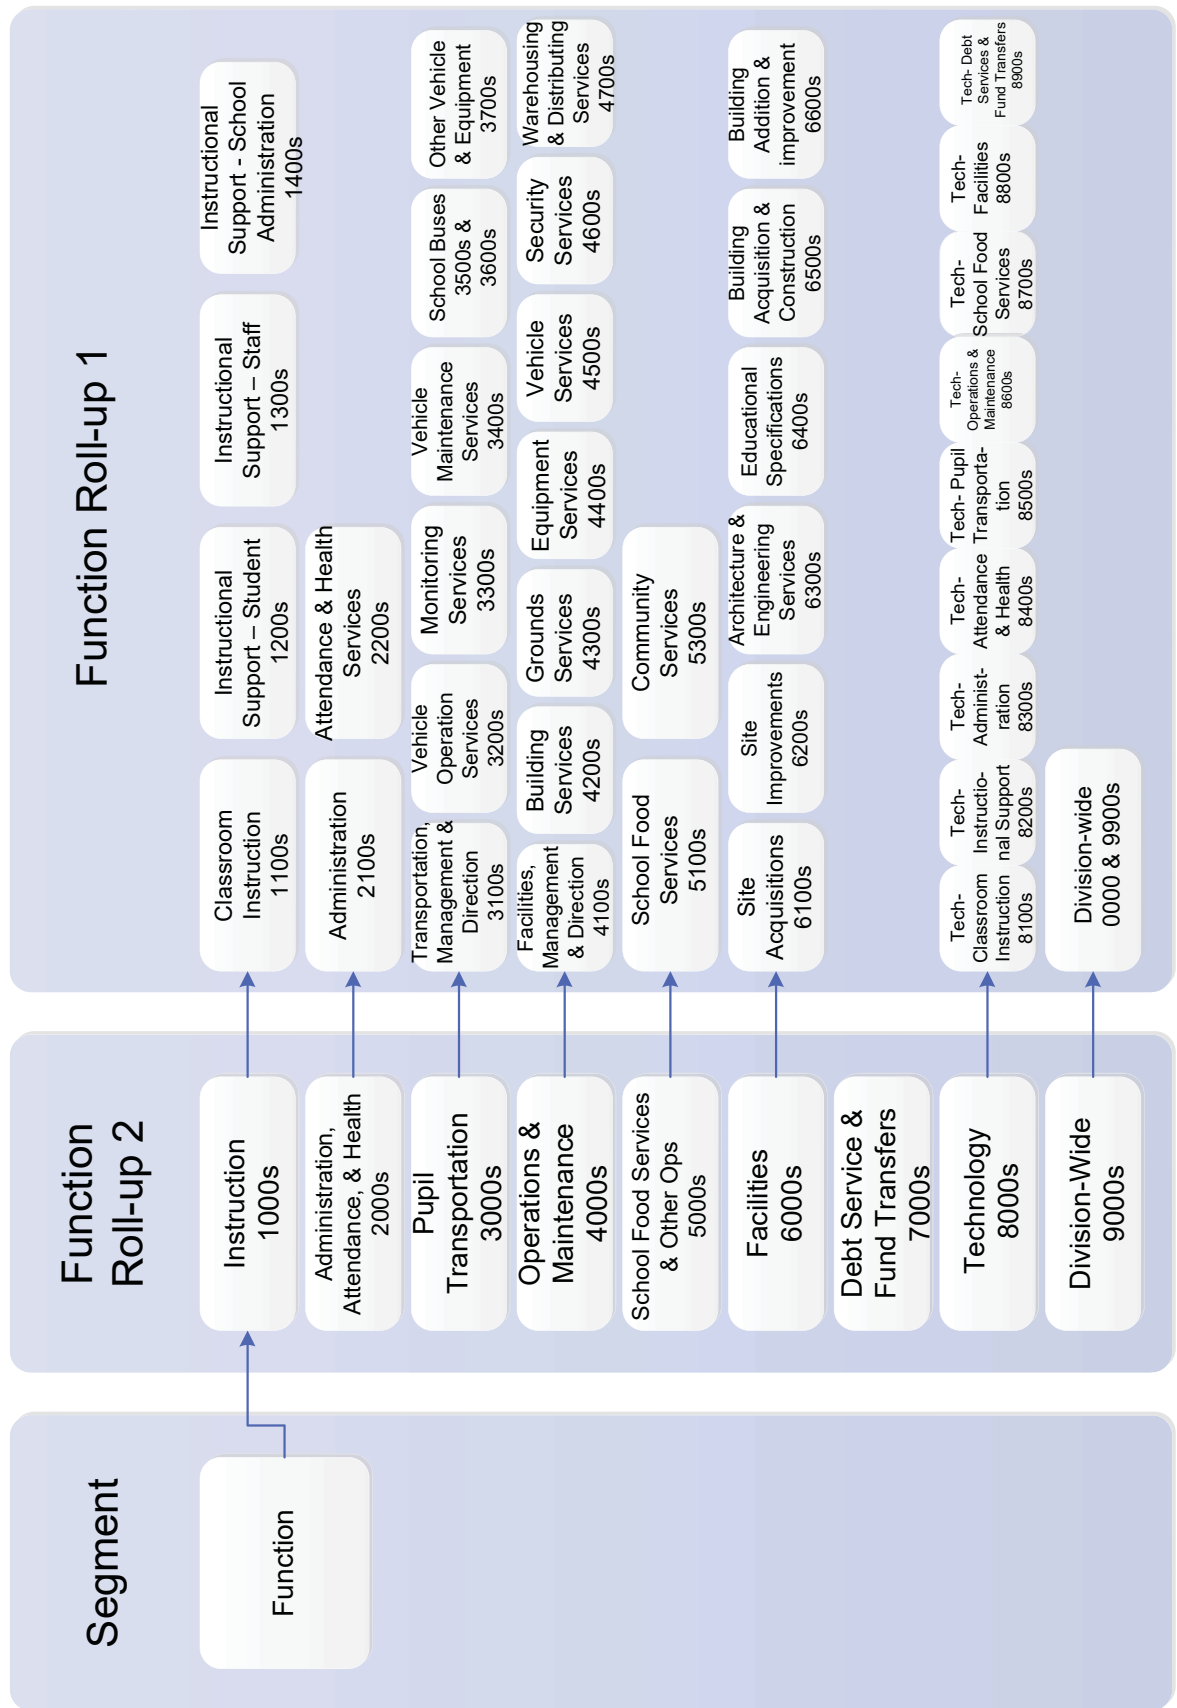 Segment
Function
Roll-up 2
Function Roll-up 1
Function
Instruction
1000s
Classroom
Instruction
1100s
Instructional
Support – Student
1200s
Instructional
Support – Staff
1300s
Instructional
Support - School
Administration
1400s
Administration,
Attendance, & Health
2000s
Administration
2100s
Attendance & Health
Services
2200s
Pupil
Transportation
3000s
Transportation,
Management &
Direction
3100s
Vehicle
Operation
Services
3200s
Monitoring
Services
3300s
Vehicle
Maintenance
Services
3400s
School Buses
3500s &
3600s
Other Vehicle
& Equipment
3700s
Operations &
Maintenance
4000s
Facilities,
Management
& Direction
4100s
Building
Services
4200s
Grounds
Services
4300s
Equipment
Services
4400s
Vehicle
Services
4500s
Security
Services
4600s
Warehousing
& Distributing
Services
4700s
School Food Services
& Other Ops
5000s
School Food
Services
5100s
Community
Services
5300s
Facilities
6000s
Site
Acquisitions
6100s
Site
Improvements
6200s
Architecture &
Engineering
Services
6300s
Educational
Specifications
6400s
Building
Acquisition &
Construction
6500s
Building
Addition &
improvement
6600s
Debt Service &
Fund Transfers
7000s
Technology
8000s
Tech-
Classroom
Instruction
8100s
Tech-
Instructio-
nal Support
8200s
Tech-
Administ-
ration
8300s
Tech-
Attendance
& Health
8400s
Tech- Pupil
Transporta-
tion
8500s
Tech-
Operations &
Maintenance
8600s
Tech-
School Food
Services
8700s
Tech-
Facilities
8800s
Tech- Debt
Services &
Fund Transfers
8900s
Division-Wide
9000s
Division-wide
0000 & 9900s